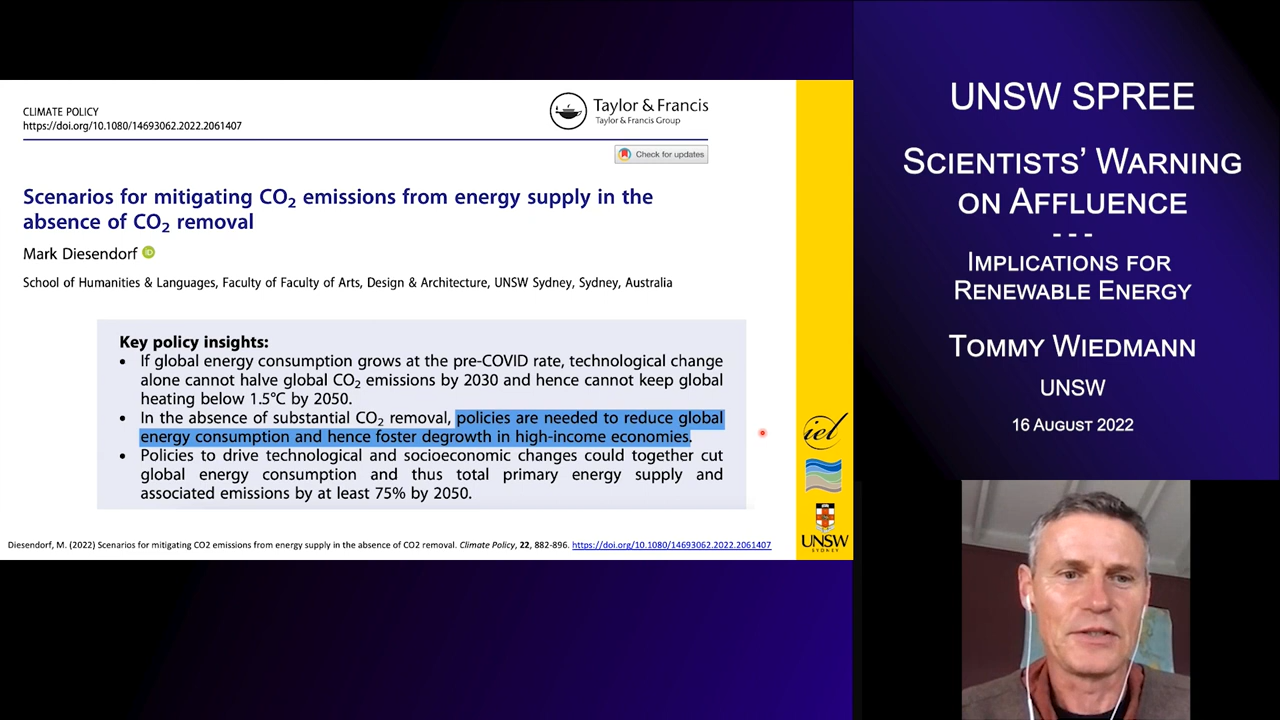 CLIMATE POLICY
https://doi.org/10.1080/14693062.2022.2061407
Taylor & Francis
Taylor & Francis Group
Check for updates
Scenarios for mitigating CO₂ emissions from energy supply in the
absence of CO₂ removal
Mark Diesendorf iD
School of Humanities & Languages, Faculty of Faculty of Arts, Design & Architecture, UNSW Sydney, Sydney, Australia
Key policy insights:
• If global energy consumption grows at the pre-COVID rate, technological change
alone cannot halve global CO₂ emissions by 2030 and hence cannot keep global
heating below 1.5°C by 2050.
• In the absence of substantial CO₂ removal, policies are needed to reduce global
energy consumption and hence foster degrowth in high-income economies.
• Policies to drive technological and socioeconomic changes could together cut
global energy consumption and thus total primary energy supply and
associated emissions by at least 75% by 2050.
Diesendorf, M. (2022) Scenarios for mitigating CO2 emissions from energy supply in the absence of CO2 removal. Climate Policy, 22, 882-896. https://doi.org/10.1080/14693062.2022.2061407
iel
UNSW
SYDNEY
UNSW SPREE
SCIENTISTS' WARNING
ON AFFLUENCE
- - -
IMPLICATIONS FOR
RENEWABLE ENERGY
TOMMY WIEDMANN
UNSW
16 AUGUST 2022